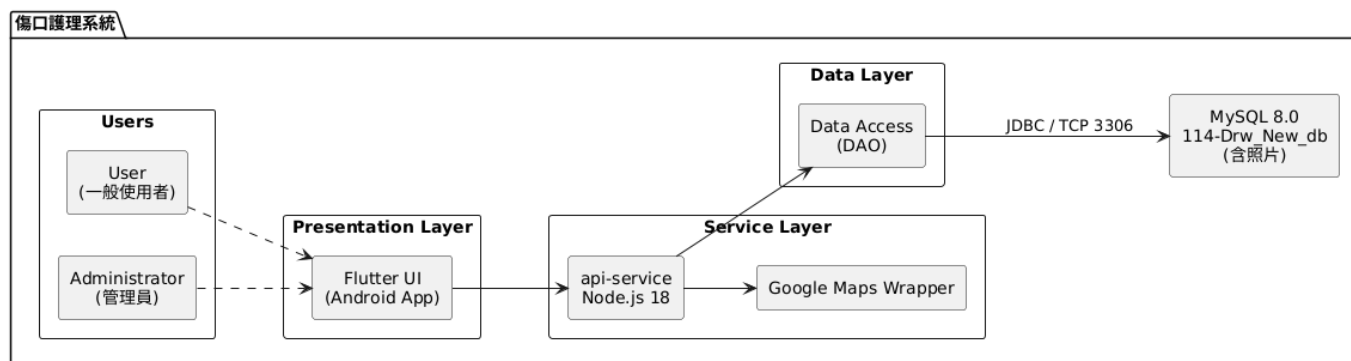 傷口護理系統
Users
User
(一般使用者)
Administrator
(管理員)
Presentation Layer
Flutter UI
(Android App)
Service Layer
api-service
Node.js 18
Google Maps Wrapper
Data Layer
Data Access
(DAO)
JDBC / TCP 3306
MySQL 8.0
114-Drw_New_db
(含照片)